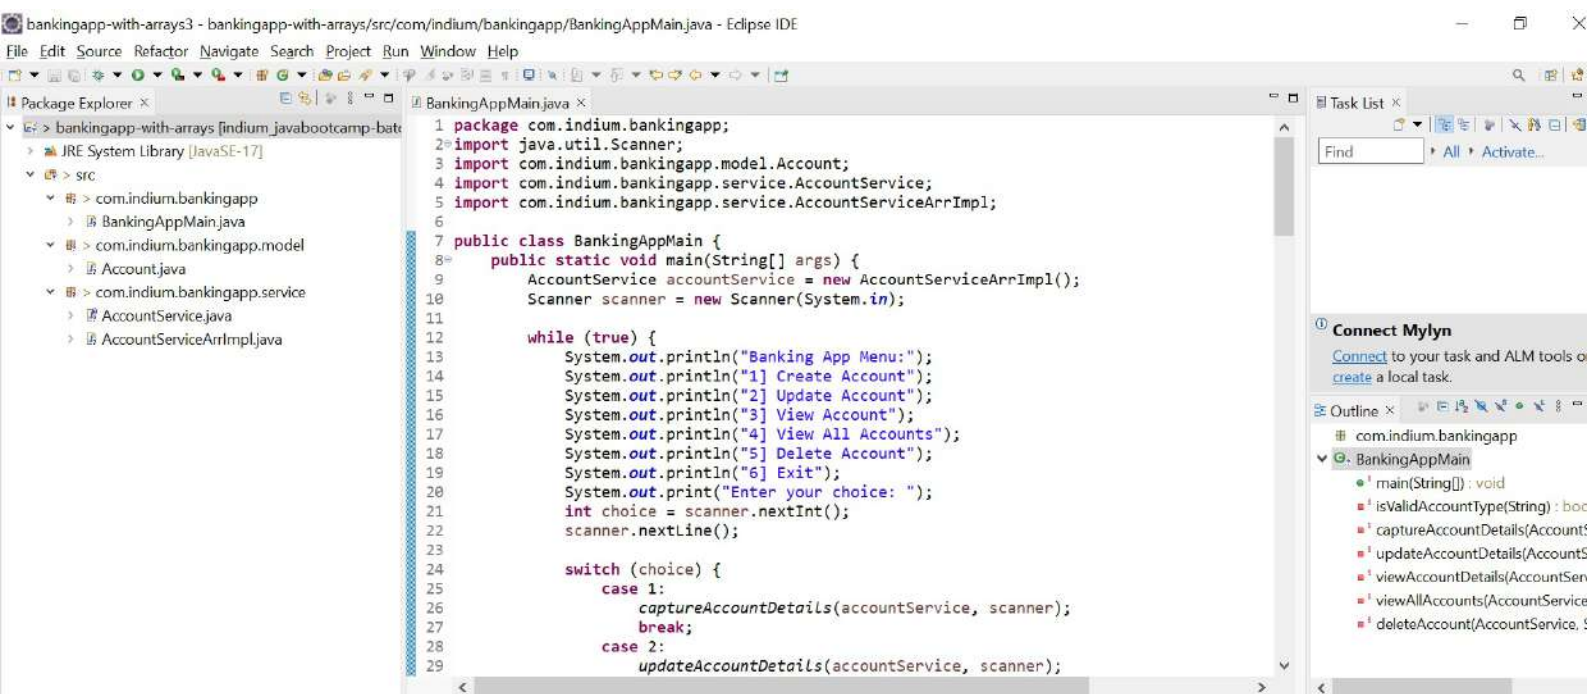 bankingapp-with-arrays3 - bankingapp-with-arrays/src/com/indium/bankingapp/BankingAppMain.java - Eclipse IDE
File Edit Source Refactor Navigate Search Project Run Window Help
Package Explorer
> bankingapp-with-arrays [indium_javabootcamp-batc
JRE System Library [JavaSE-17]
> src
> com.indium.bankingapp
> BankingAppMain.java
> com.indium.bankingapp.model
> Account.java
> com.indium.bankingapp.service
> AccountService.java
> AccountServiceArrImpl.java
BankingAppMain.java
1 package com.indium.bankingapp;
2 import java.util.Scanner;
3 import com.indium.bankingapp.model.Account;
4 import com.indium.bankingapp.service.AccountService;
5 import com.indium.bankingapp.service.AccountServiceArrImpl;
6
7 public class BankingAppMain {
8 public static void main(String[] args) {
9 AccountService accountService = new AccountServiceArrImpl();
10 Scanner scanner = new Scanner(System.in);
11
12 while (true) {
13 System.out.println("Banking App Menu:");
14 System.out.println("1] Create Account");
15 System.out.println("2] Update Account");
16 System.out.println("3] View Account");
17 System.out.println("4] View All Accounts");
18 System.out.println("5] Delete Account");
19 System.out.println("6] Exit");
20 System.out.print("Enter your choice: ");
21 int choice = scanner.nextInt();
22 scanner.nextLine();
23
24 switch (choice) {
25 case 1:
26 captureAccountDetails(accountService, scanner);
27 break;
28 case 2:
29 updateAccountDetails(accountService, scanner);
Task List
Find All Activate...
Connect Mylyn
Connect to your task and ALM tools or
create a local task.
Outline
com.indium.bankingapp
BankingAppMain
main(String[]) : void
isValidAccountType(String) : boo
captureAccountDetails(AccountS
updateAccountDetails(AccountS
viewAccountDetails(AccountServ
viewAllAccounts(AccountService
deleteAccount(AccountService, S